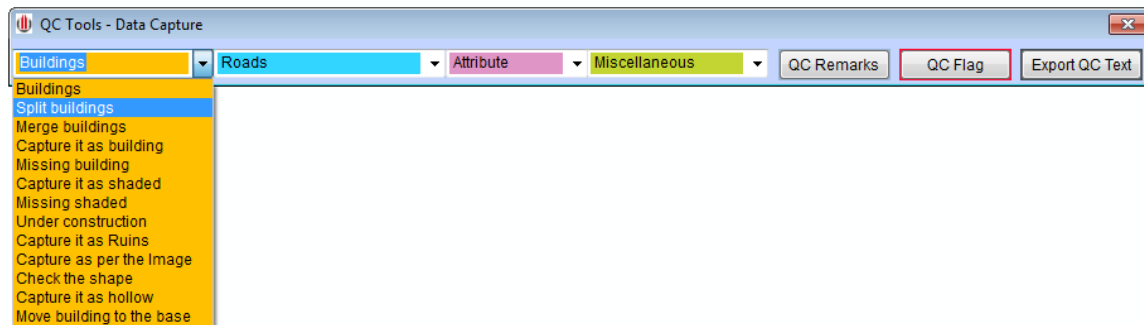 QC Tools - Data Capture
Buildings Roads Attribute Miscellaneous QC Remarks QC Flag Export QC Text
Buildings
Split buildings
Merge buildings
Capture it as building
Missing building
Capture it as shaded
Missing shaded
Under construction
Capture it as Ruins
Capture as per the Image
Check the shape
Capture it as hollow
Move building to the base